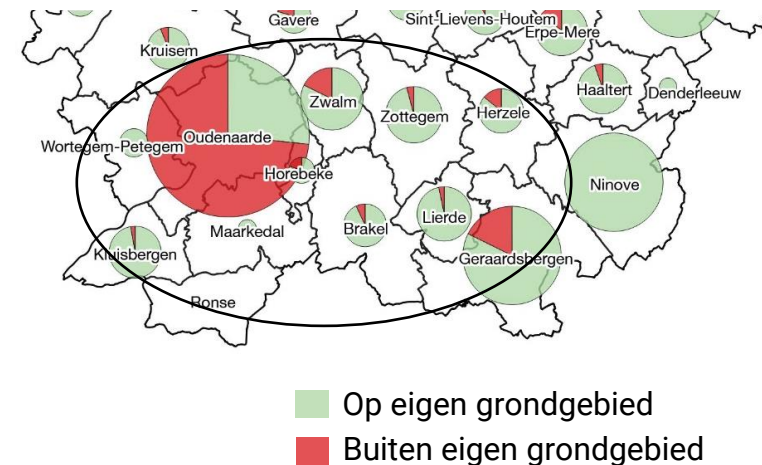 Gavere
Sint-Lievens-Houtem
Erpe-Mere
Kruisem
Zwalm
Zottegem
Herzele
Haaltert
Denderleeuw
Wortegem-Petegem
Oudenaarde
Horebeke
Ninove
Maarkedal
Brakel
Lierde
Kluisbergen
Geraardsbergen
Ronse
Op eigen grondgebied
Buiten eigen grondgebied